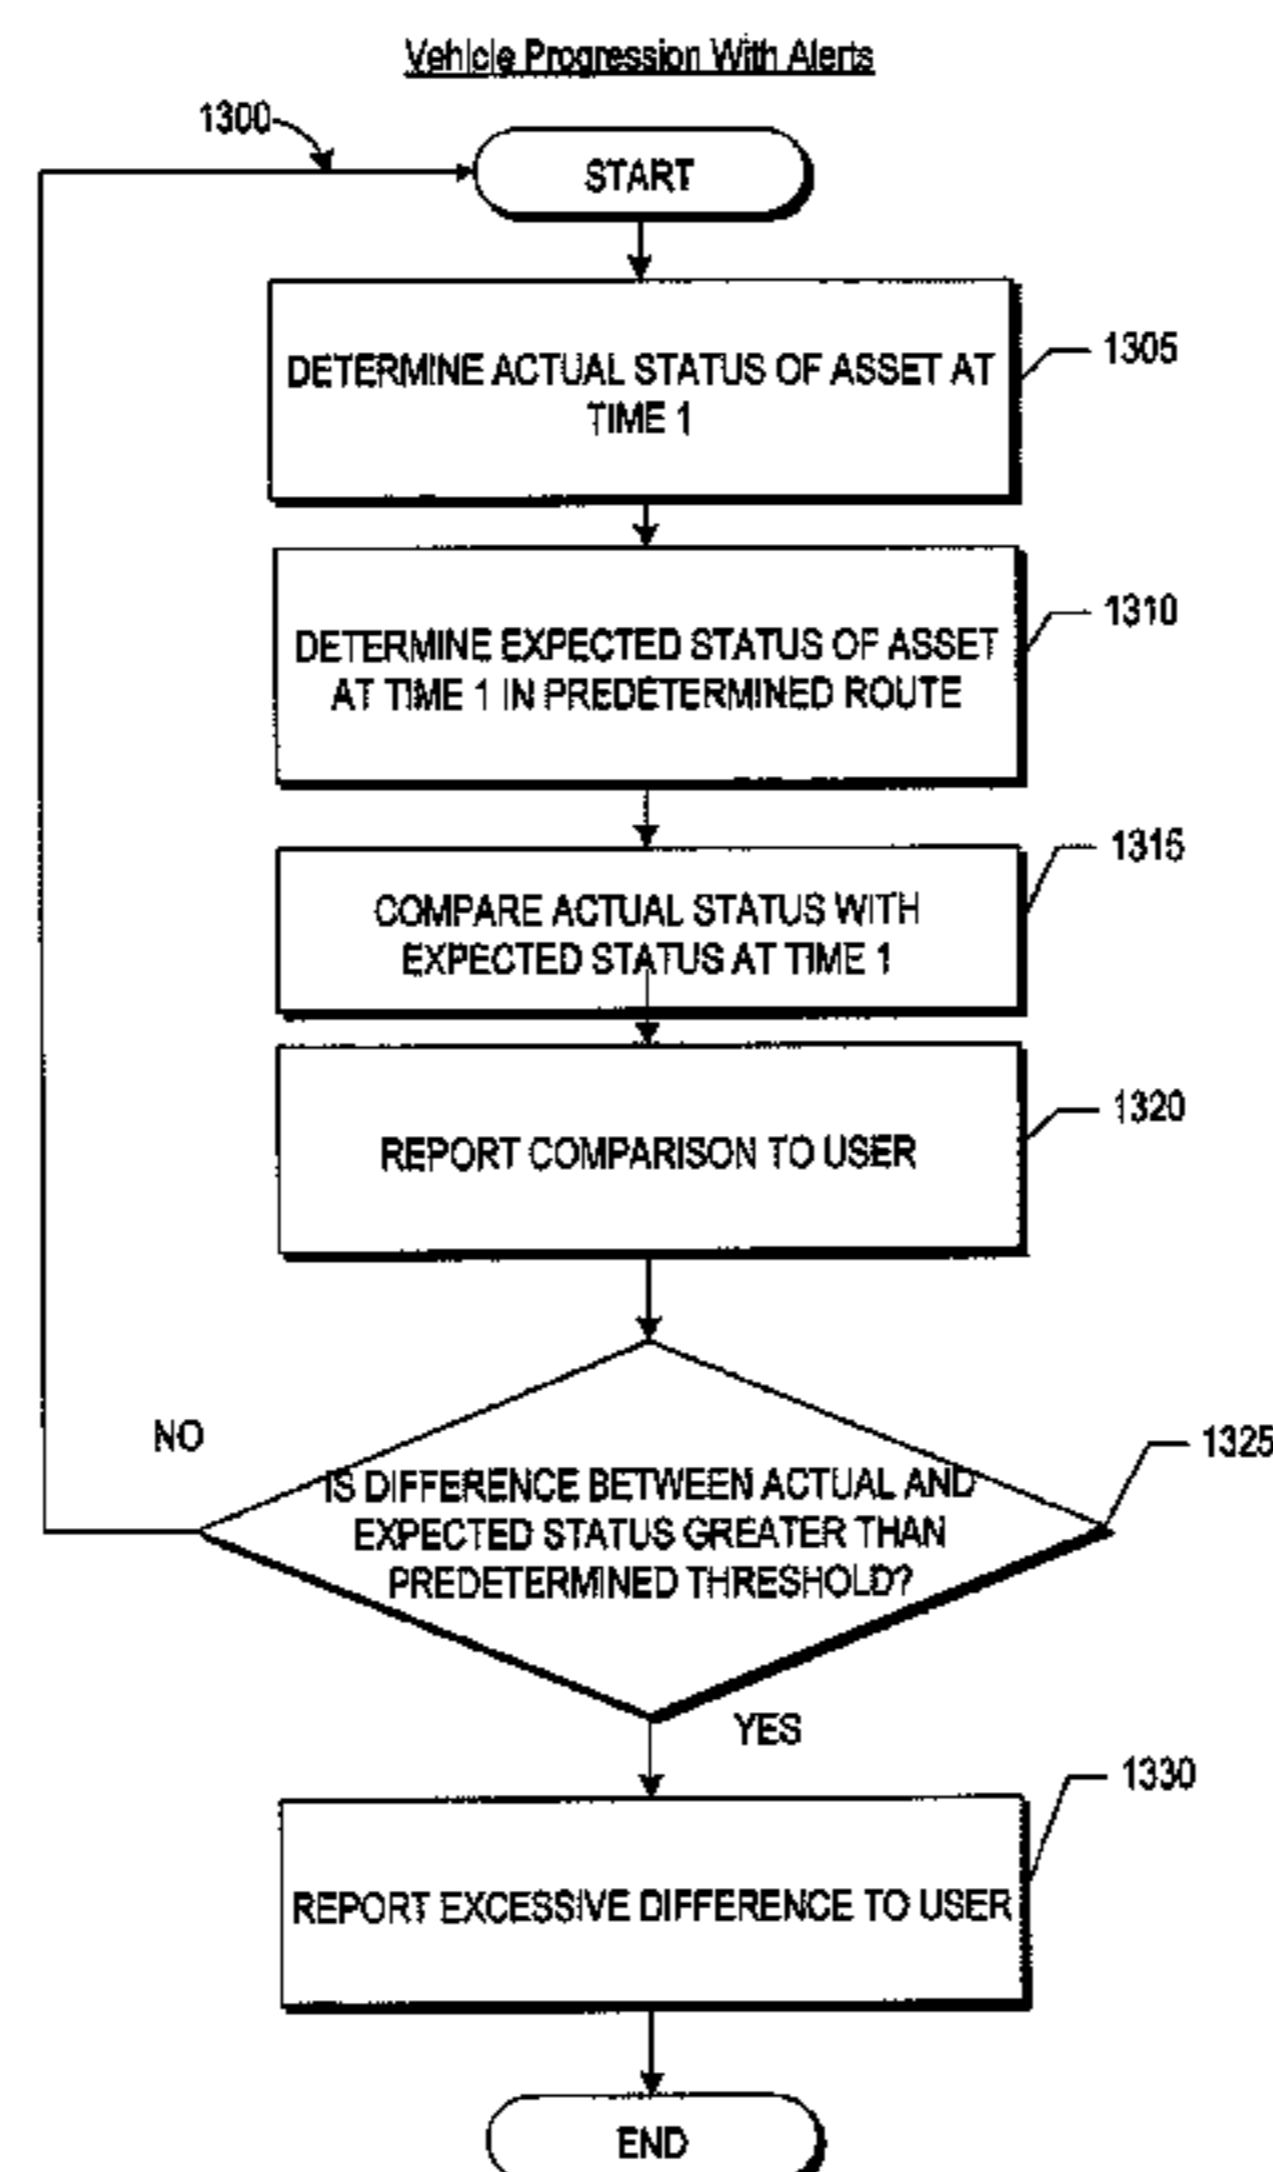 Vehicle Progression With Alerts
1300
START
DETERMINE ACTUAL STATUS OF ASSET AT
TIME 1
1305
DETERMINE EXPECTED STATUS OF ASSET
AT TIME 1 IN PREDETERMINED ROUTE
1310
COMPARE ACTUAL STATUS WITH
EXPECTED STATUS AT TIME 1
1315
REPORT COMPARISON TO USER
1320
NO
IS DIFFERENCE BETWEEN ACTUAL AND
EXPECTED STATUS GREATER THAN
PREDETERMINED THRESHOLD?
1325
YES
REPORT EXCESSIVE DIFFERENCE TO USER
1330
END